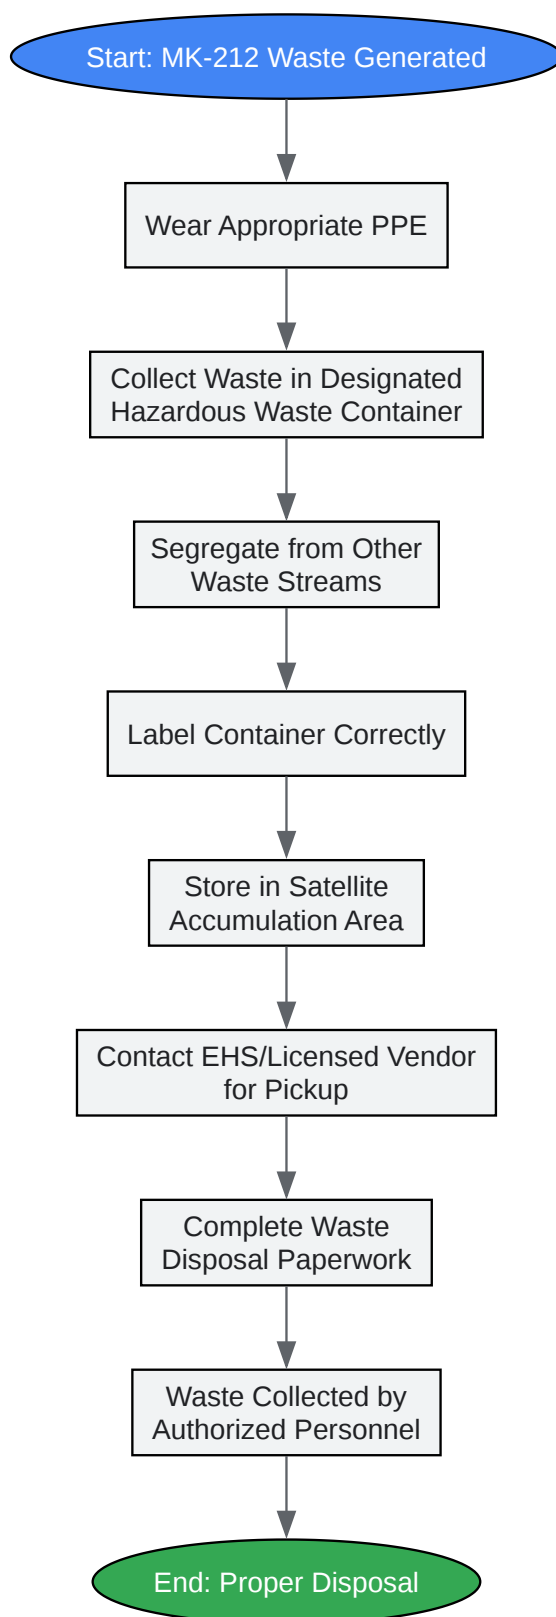 Start: MK-212 Waste Generated
Wear Appropriate PPE
Collect Waste in Designated
Hazardous Waste Container
Segregate from Other
Waste Streams
Label Container Correctly
Store in Satellite
Accumulation Area
Contact EHS/Licensed Vendor
for Pickup
Complete Waste
Disposal Paperwork
Waste Collected by
Authorized Personnel
End: Proper Disposal